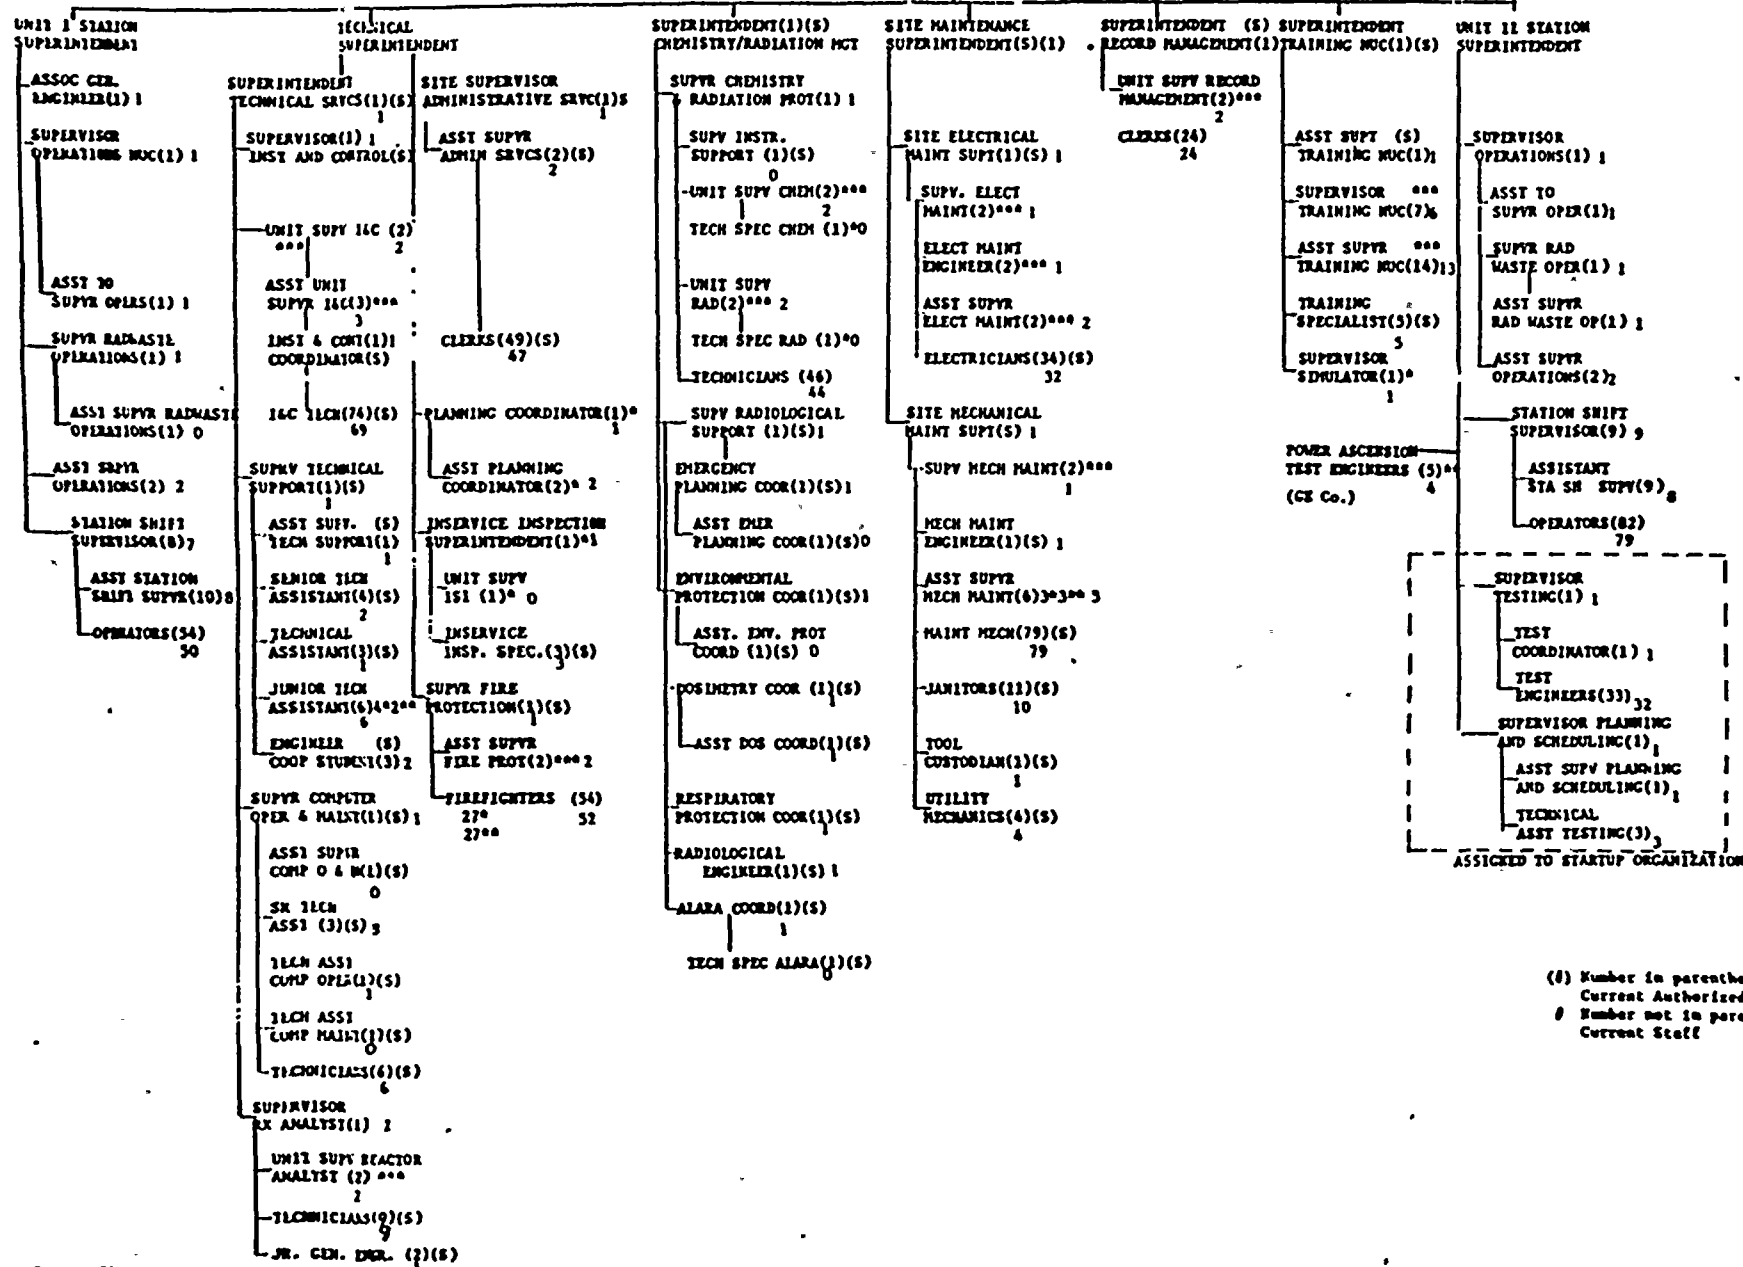 UNIT I STATION
SUPERINTENDENT
ASSOC GEN.
ENGINEER(1) 1
SUPERVISOR
OPERATIONS NUC(1) 1
ASST TO
SUPVR OPERS(1) 1
SUPVR RADWASTE
OPERATIONS(1) 1
ASST SUPVR RADWASTE
OPERATIONS(1) 0
ASST SUPVR
OPERATIONS(2) 2
STATION SHIFT
SUPERVISOR(8) 7
ASST STATION
SHIFT SUPVR(10) 8
OPERATORS(54)
50
TECHNICAL
SUPERINTENDENT
SUPERINTENDENT
TECHNICAL SRVCS(1)(S)
1
SUPERVISOR(1) 1
INST AND CONTROL(S)
UNIT SUPV I&C (2)
*** 2
ASST UNIT
SUPVR I&C(3)***
3
INST & CONT(1)1
COORDINATOR(S)
I&C TECH(74)(S)
69
SUPRV TECHNICAL
SUPPORT(1)(S)
1
ASST SUPV. (S)
TECH SUPPORT(1)
1
SENIOR TECH
ASSISTANT(4)(S)
2
TECHNICAL
ASSISTANT(3)(S)
1
JUNIOR TECH
ASSISTANT(6)4*2**
6
ENGINEER (S)
COOP STUDENT(3) 2
SUPVR COMPUTER
OPER & MAINT(1)(S) 1
ASST SUPVR
COMP O & M(1)(S)
0
SR TECH
ASST (3)(S) 3
TECH ASST
COMP OPER(1)(S)
1
TECH ASST
COMP MAINT(1)(S)
0
TECHNICIANS(6)(S)
6
SUPERVISOR
RX ANALYST(1) 1
UNIT SUPV REACTOR
ANALYST (2) ***
2
TECHNICIANS(9)(S)
9
JR. GEN. ENGR. (2)(S)
SITE SUPERVISOR
ADMINISTRATIVE SRVC(1)S
1
ASST SUPVR
ADMIN SRVCS(2)(S)
2
CLERKS(49)(S)
47
PLANNING COORDINATOR(1)*
1
ASST PLANNING
COORDINATOR(2)* 2
INSERVICE INSPECTION
SUPERINTENDENT(1)*1
UNIT SUPV
ISI (1)* 0
INSERVICE
INSP. SPEC.(3)(S)
3
SUPVR FIRE
PROTECTION(1)(S)
1
ASST SUPVR
FIRE PROT(2)*** 2
FIREFIGHTERS (54)
27* 52
27**
SUPERINTENDENT(1)(S)
CHEMISTRY/RADIATION MGT
SUPVR CHEMISTRY
& RADIATION PROT(1) 1
SUPV INSTR.
SUPPORT (1)(S)
0
UNIT SUPV CHEM(2)***
2
TECH SPEC CHEM (1)*0
UNIT SUPV
RAD(2)*** 2
TECH SPEC RAD (1)*0
TECHNICIANS (46)
44
SUPV RADIOLOGICAL
SUPPORT (1)(S)1
EMERGENCY
PLANNING COOR(1)(S)1
ASST EMER
PLANNING COOR(1)(S)0
ENVIRONMENTAL
PROTECTION COOR(1)(S)1
ASST. ENV. PROT
COORD (1)(S) 0
DOSIMETRY COOR (1)(S)
1
ASST DOS COORD(1)(S)
1
RESPIRATORY
PROTECTION COOR(1)(S)
1
RADIOLOGICAL
ENGINEER(1)(S) 1
ALARA COORD(1)(S)
1
TECH SPEC ALARA(1)(S)
0
SITE MAINTENANCE
SUPERINTENDENT(S)(1)
SITE ELECTRICAL
MAINT SUPT(1)(S) 1
SUPV. ELECT
MAINT(2)*** 1
ELECT MAINT
ENGINEER(2)*** 1
ASST SUPVR
ELECT MAINT(2)*** 2
ELECTRICIANS(34)(S)
32
SITE MECHANICAL
MAINT SUPT(S) 1
SUPV MECH MAINT(2)***
1
MECH MAINT
ENGINEER(1)(S) 1
ASST SUPVR
MECH MAINT(6)3*3** 5
MAINT MECH(79)(S)
79
JANITORS(11)(S)
10
TOOL
CUSTODIAN(1)(S)
1
UTILITY
MECHANICS(4)(S)
4
SUPERINTENDENT (S)
RECORD MANAGEMENT(1)
UNIT SUPV RECORD
MANAGEMENT(2)***
2
CLERKS(24)
24
SUPERINTENDENT
TRAINING NUC(1)(S)
ASST SUPT (S)
TRAINING NUC(1)1
SUPERVISOR ***
TRAINING NUC(7)6
ASST SUPVR ***
TRAINING NUC(14)13
TRAINING
SPECIALIST(5)(S)
5
SUPERVISOR
SIMULATOR(1)*
1
POWER ASCENSION
TEST ENGINEERS (5)*
4
(GE Co.)
UNIT II STATION
SUPERINTENDENT
SUPERVISOR
OPERATIONS(1) 1
ASST TO
SUPVR OPER(1)1
SUPVR RAD
WASTE OPER(1) 1
ASST SUPVR
RAD WASTE OP(1) 1
ASST SUPVR
OPERATIONS(2)2
STATION SHIFT
SUPERVISOR(9) 9
ASSISTANT
STA SH SUPV(9) 8
OPERATORS(82)
79
SUPERVISOR
TESTING(1) 1
TEST
COORDINATOR(1) 1
TEST
ENGINEERS(33)32
SUPERVISOR PLANNING
AND SCHEDULING(1)1
ASST SUPV PLANNING
AND SCHEDULING(1)1
TECHNICAL
ASST TESTING(3)3
ASSIGNED TO STARTUP ORGANIZATION
(#) Number in parenthe
Current Authorized
# Number not in pare
Current Staff